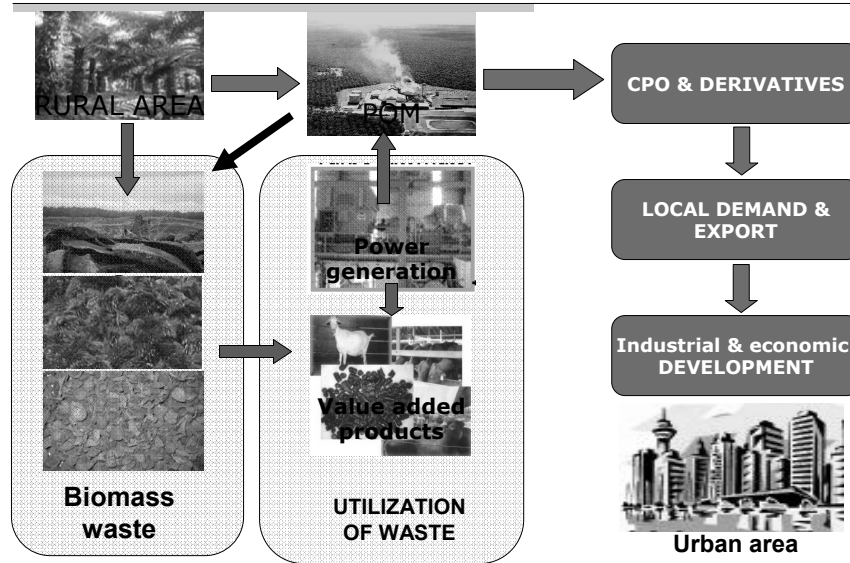 RURAL AREA
POM
CPO & DERIVATIVES
LOCAL DEMAND &
EXPORT
Industrial & economic
DEVELOPMENT
Urban area
Power
generation
Value added
products
Biomass
waste
UTILIZATION
OF WASTE